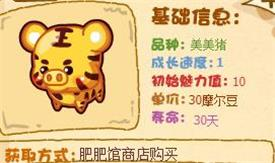 基础信息:
品种: 美美猪
成长速度: 1
初始魅力值: 10
单价: 30摩尔豆
寿命: 30天
获取方式: 肥肥馆商店购买